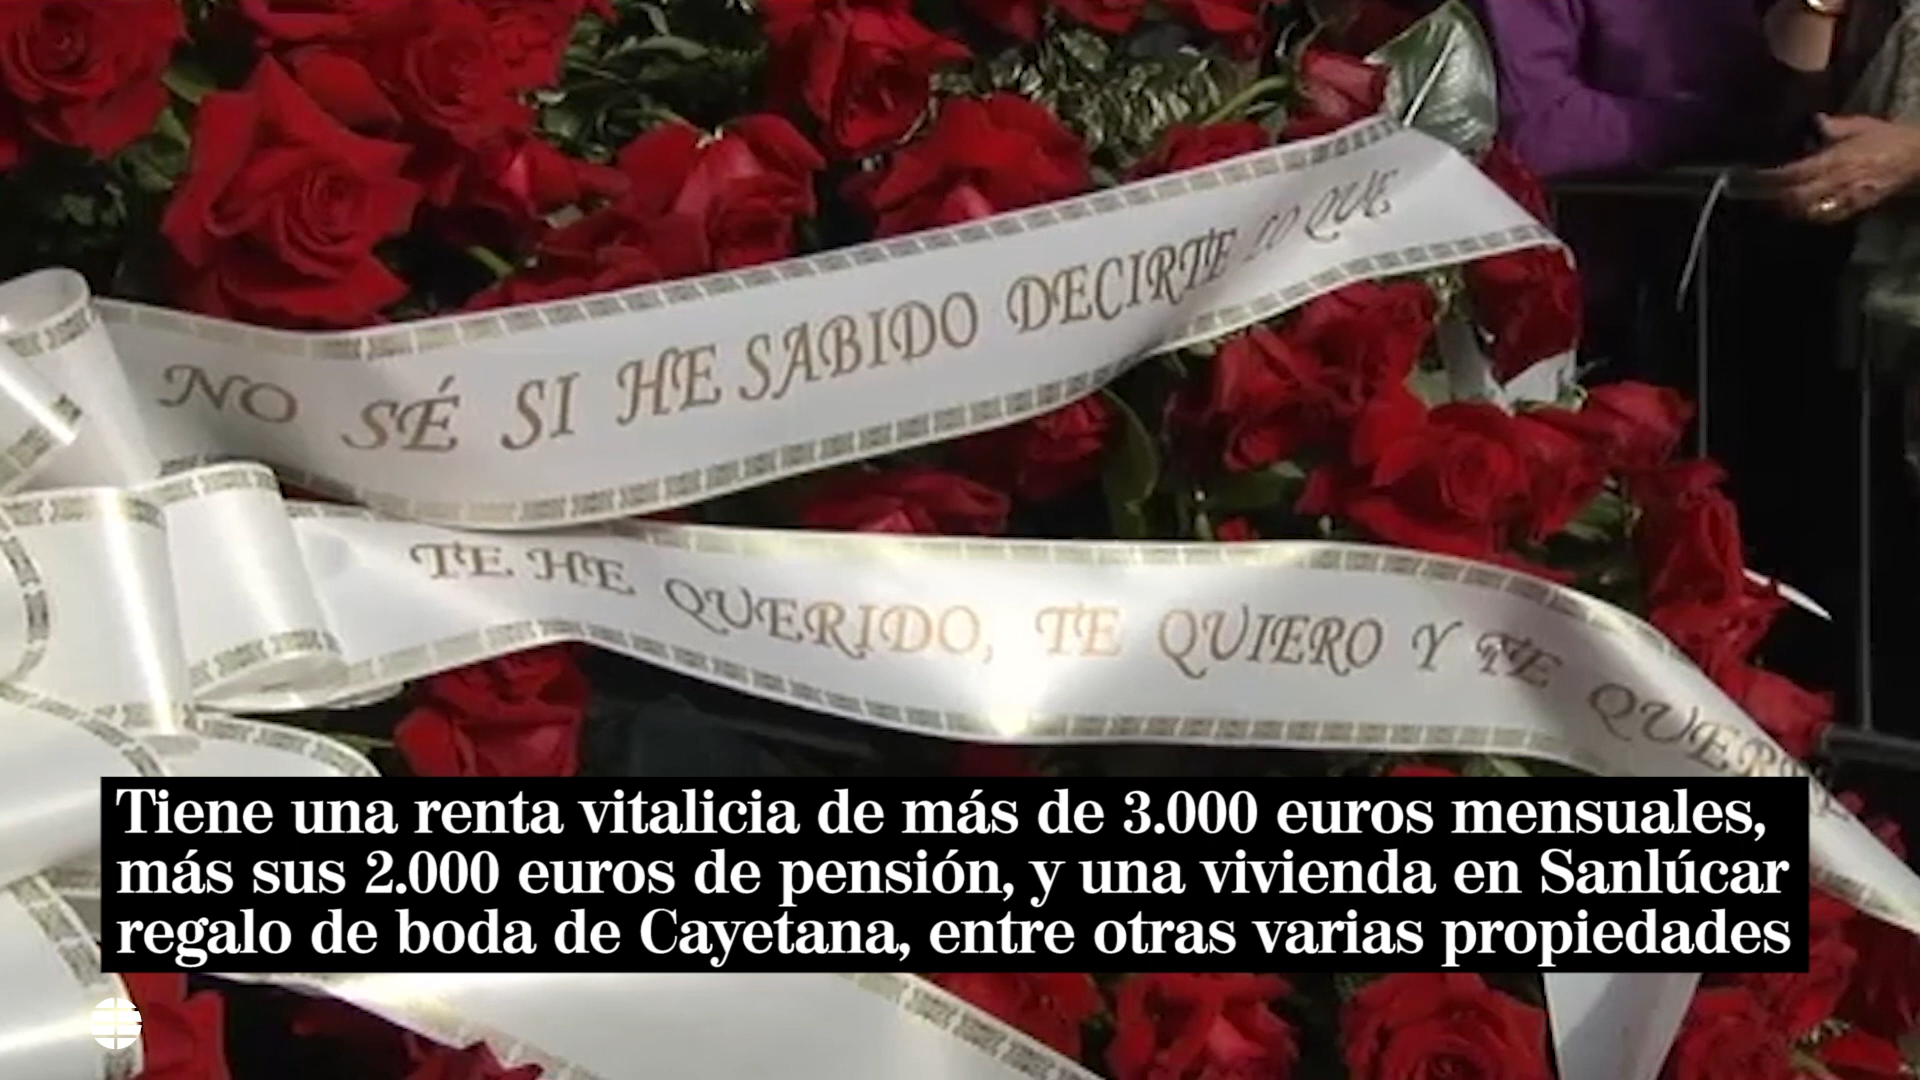 NO SÉ SI HE SABIDO DECIRTE LO QUE
TE HE QUERIDO, TE QUIERO Y TE QUERRÉ
Tiene una renta vitalicia de más de 3.000 euros mensuales,
más sus 2.000 euros de pensión, y una vivienda en Sanlúcar
regalo de boda de Cayetana, entre otras varias propiedades